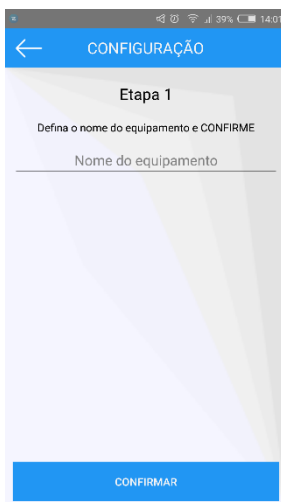 39% 14:01
CONFIGURAÇÃO
Etapa 1
Defina o nome do equipamento e CONFIRME
Nome do equipamento
CONFIRMAR